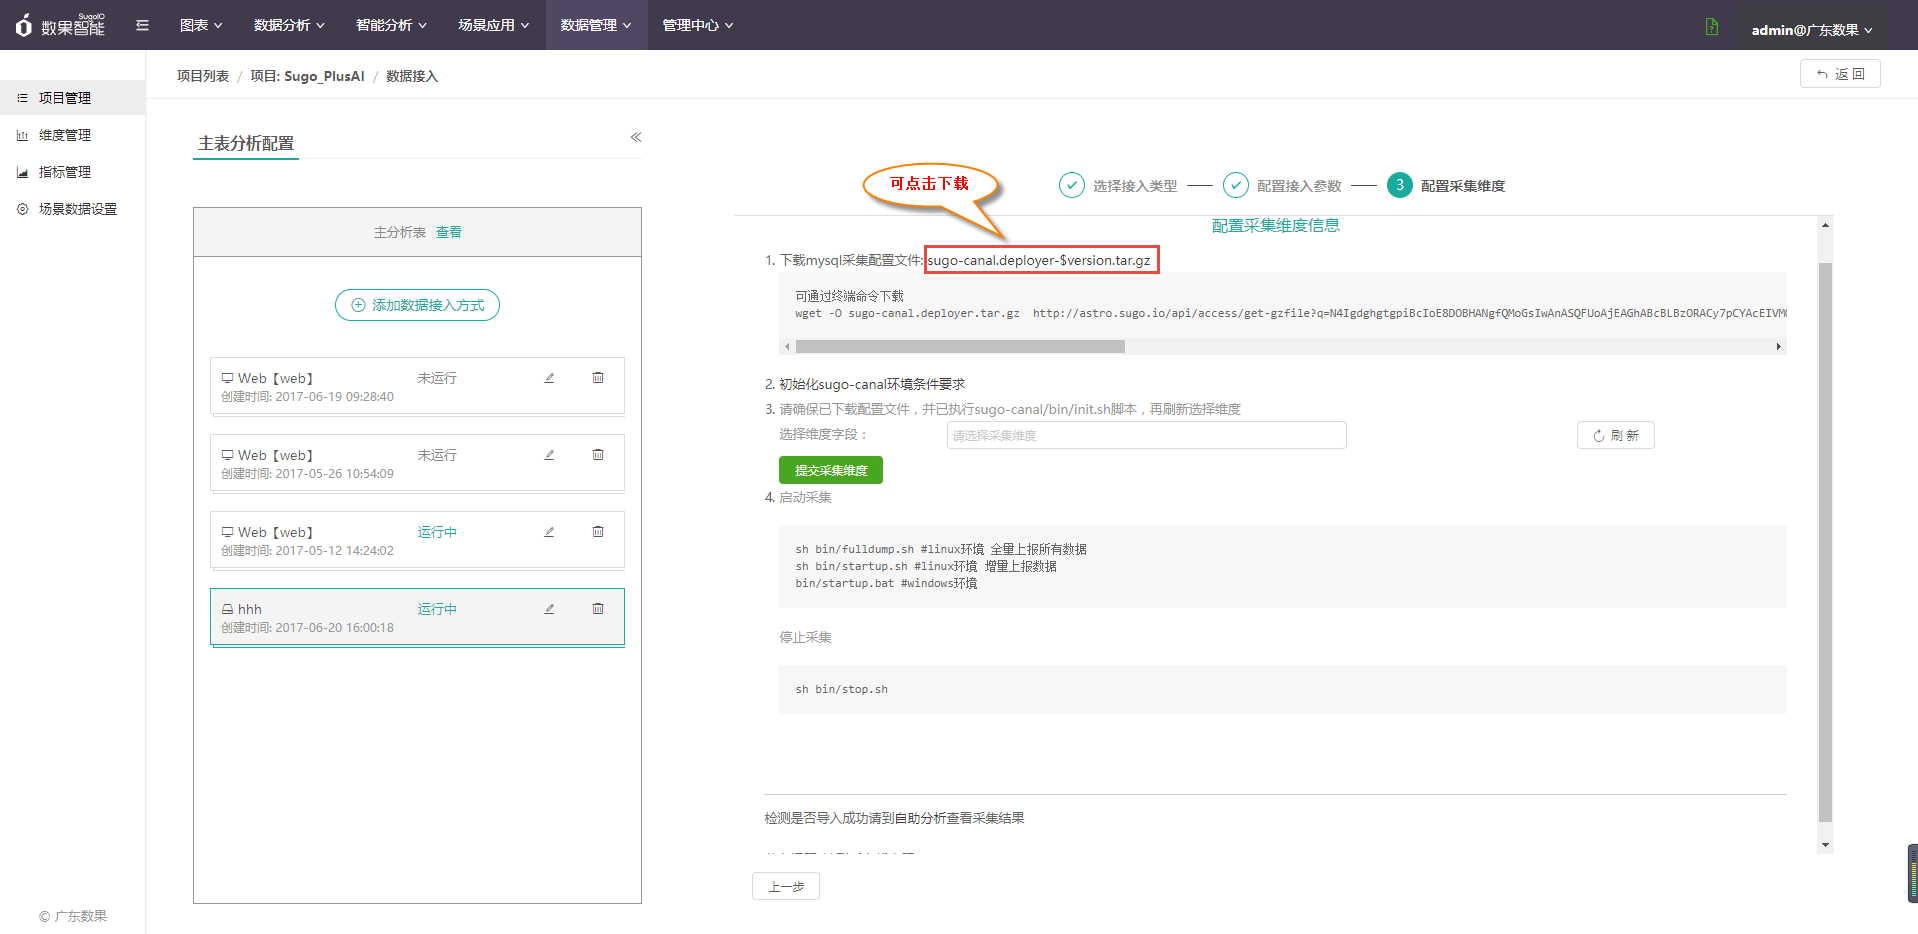 SugoIO
数果智能
图表
数据分析
智能分析
场景应用
数据管理
管理中心
admin@广东数果
项目列表 / 项目: Sugo_PlusAI / 数据接入
返 回
项目管理
维度管理
指标管理
场景数据设置
© 广东数果
主表分析配置
主分析表 查看
添加数据接入方式
Web【web】 未运行
创建时间: 2017-06-19 09:28:40
Web【web】 未运行
创建时间: 2017-05-26 10:54:09
Web【web】 运行中
创建时间: 2017-05-12 14:24:02
hhh 运行中
创建时间: 2017-06-20 16:00:18
可点击下载
选择接入类型
配置接入参数
3 配置采集维度
配置采集维度信息
1. 下载mysql采集配置文件: sugo-canal.deployer-$version.tar.gz
可通过终端命令下载
wget -O sugo-canal.deployer.tar.gz http://astro.sugo.io/api/access/get-gzfile?q=N4IgdghgtgpiBcIoE8DOBHANgfQMoGsIwAnASQFUoAjEAGhABcBLBzORACy7pCYAcEIVM
2. 初始化sugo-canal环境条件要求
3. 请确保已下载配置文件，并已执行sugo-canal/bin/init.sh脚本，再刷新选择维度
选择维度字段：
请选择采集维度
刷 新
提交采集维度
4. 启动采集
sh bin/fulldump.sh #linux环境 全量上报所有数据
sh bin/startup.sh #linux环境 增量上报数据
bin/startup.bat #windows环境
停止采集
sh bin/stop.sh
检测是否导入成功请到自助分析查看采集结果
上一步